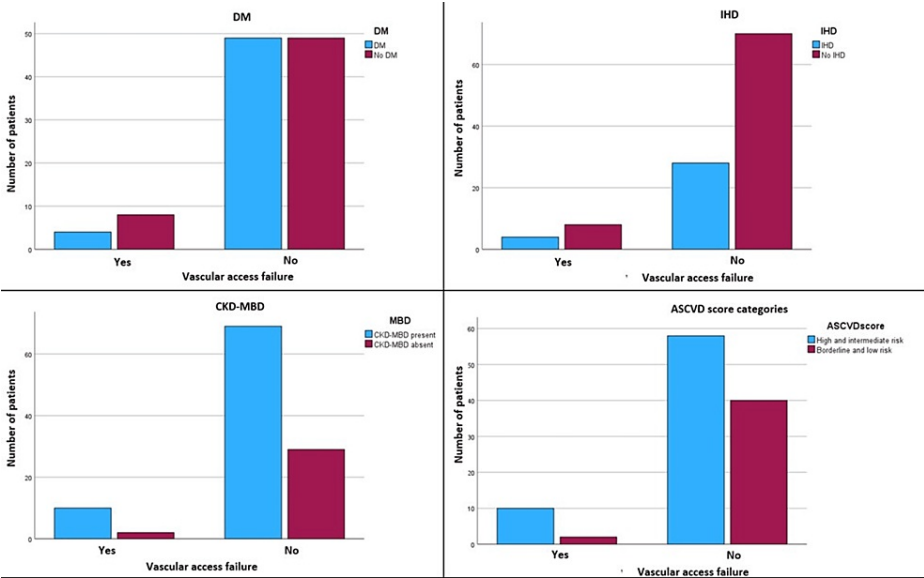 DM
DM
DM
No DM
Number of patients
50
40
30
20
10
0
Yes
No
Vascular access failure
IHD
IHD
IHD
No IHD
Number of patients
60
40
20
0
Yes
No
Vascular access failure
CKD-MBD
MBD
CKD-MBD present
CKD-MBD absent
Number of patients
60
40
20
0
Yes
No
Vascular access failure
ASCVD score categories
ASCVDscore
High and intermediate risk
Borderline and low risk
Number of patients
60
50
40
30
20
10
0
Yes
No
Vascular access failure